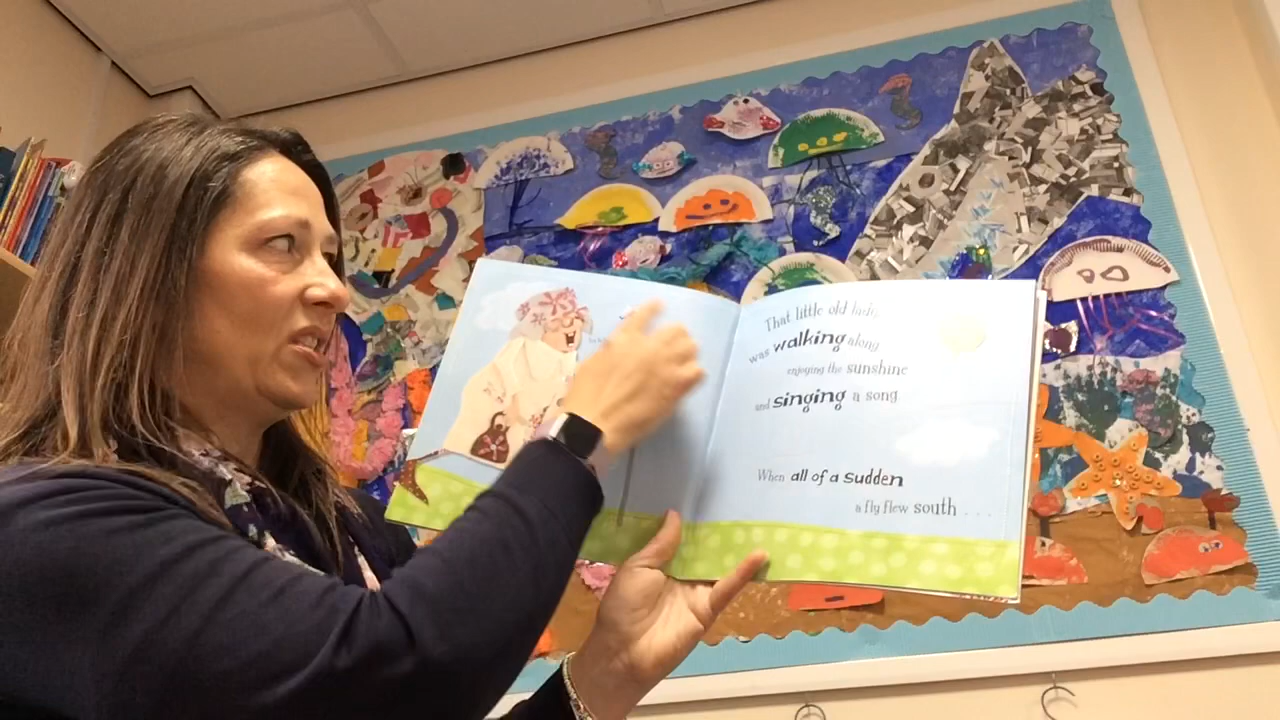 That little old lady
was walking along
enjoying the sunshine
and singing a song
When all of a sudden
a fly flew south . . .